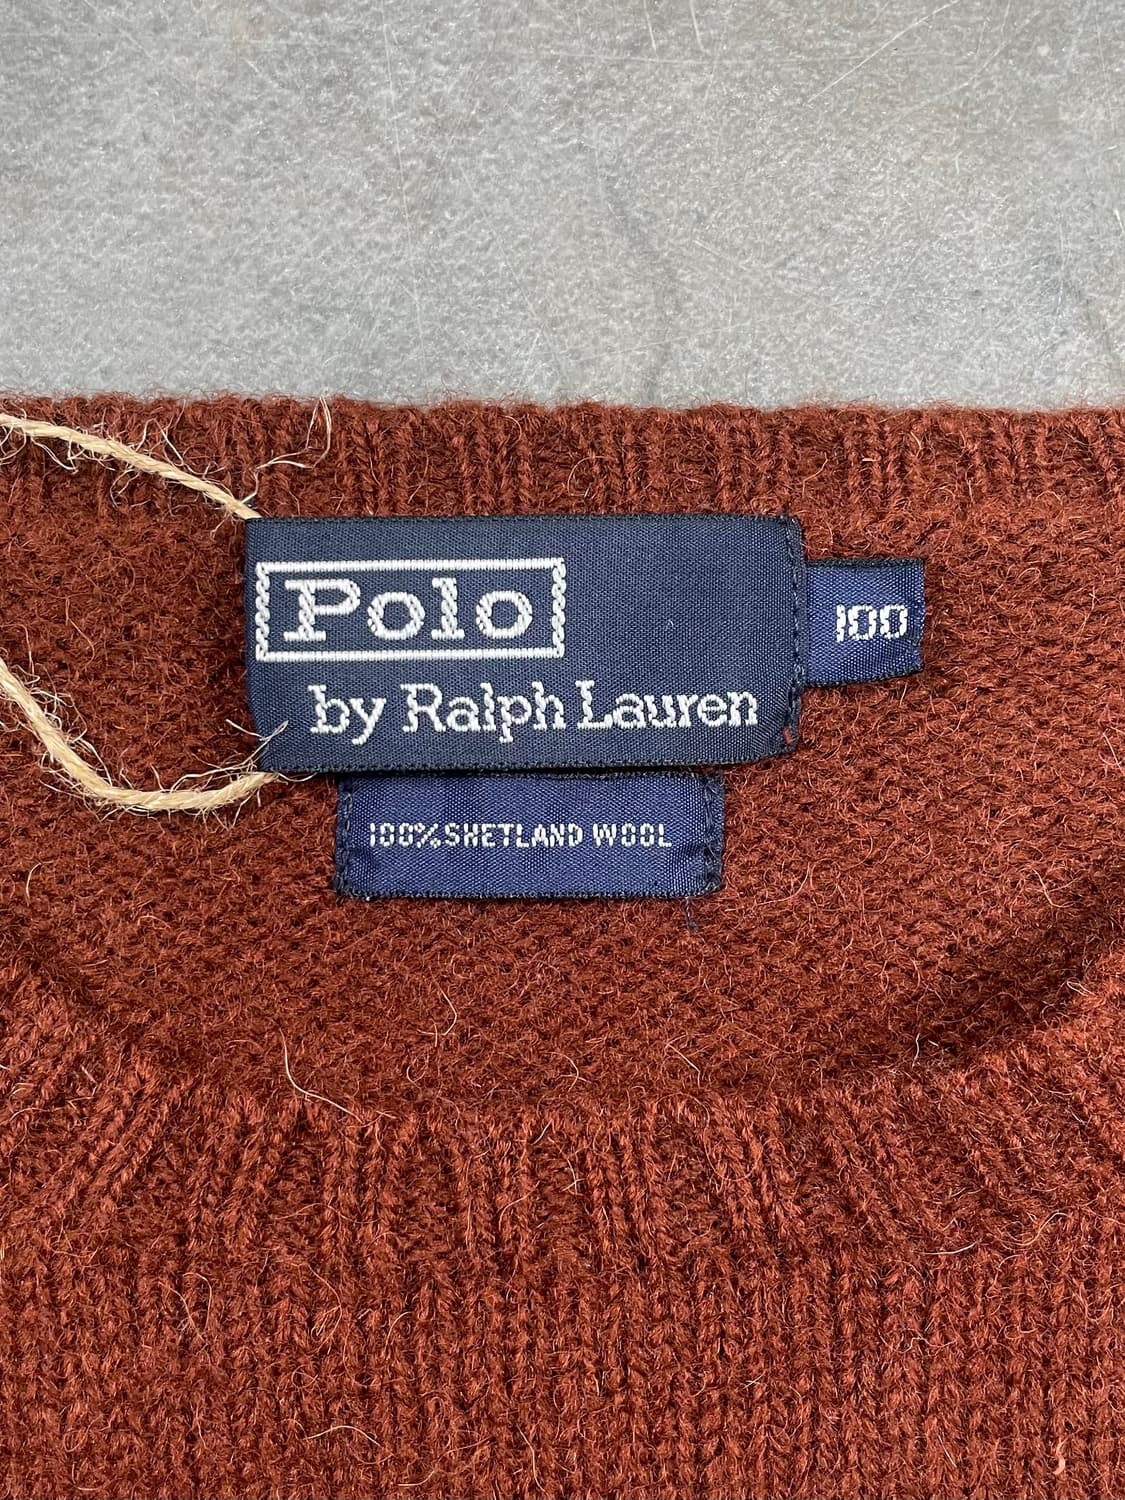 Polo
by Ralph Lauren
100
100% SHETLAND WOOL